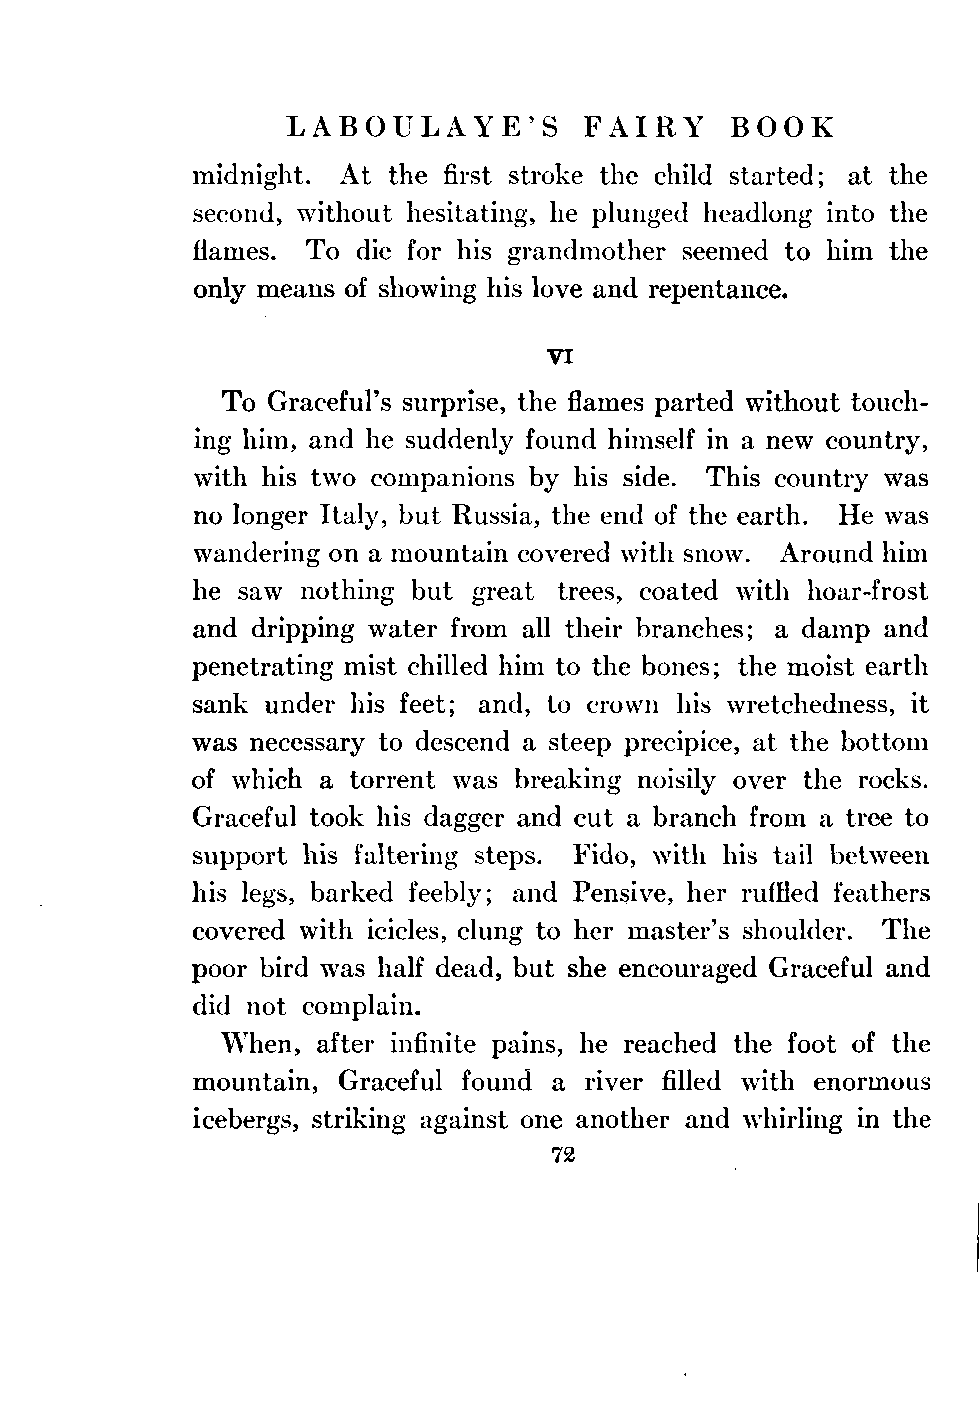 LABOULAYE'S FAIRY BOOK
midnight. At the first stroke the child started; at the
second, without hesitating, he plunged headlong into the
flames. To die for his grandmother seemed to him the
only means of showing his love and repentance.
VI
To Graceful's surprise, the flames parted without touch-
ing him, and he suddenly found himself in a new country,
with his two companions by his side. This country was
no longer Italy, but Russia, the end of the earth. He was
wandering on a mountain covered with snow. Around him
he saw nothing but great trees, coated with hoar-frost
and dripping water from all their branches; a damp and
penetrating mist chilled him to the bones; the moist earth
sank under his feet; and, to crown his wretchedness, it
was necessary to descend a steep precipice, at the bottom
of which a torrent was breaking noisily over the rocks.
Graceful took his dagger and cut a branch from a tree to
support his faltering steps. Fido, with his tail between
his legs, barked feebly; and Pensive, her ruffled feathers
covered with icicles, clung to her master's shoulder. The
poor bird was half dead, but she encouraged Graceful and
did not complain.
When, after infinite pains, he reached the foot of the
mountain, Graceful found a river filled with enormous
icebergs, striking against one another and whirling in the
72